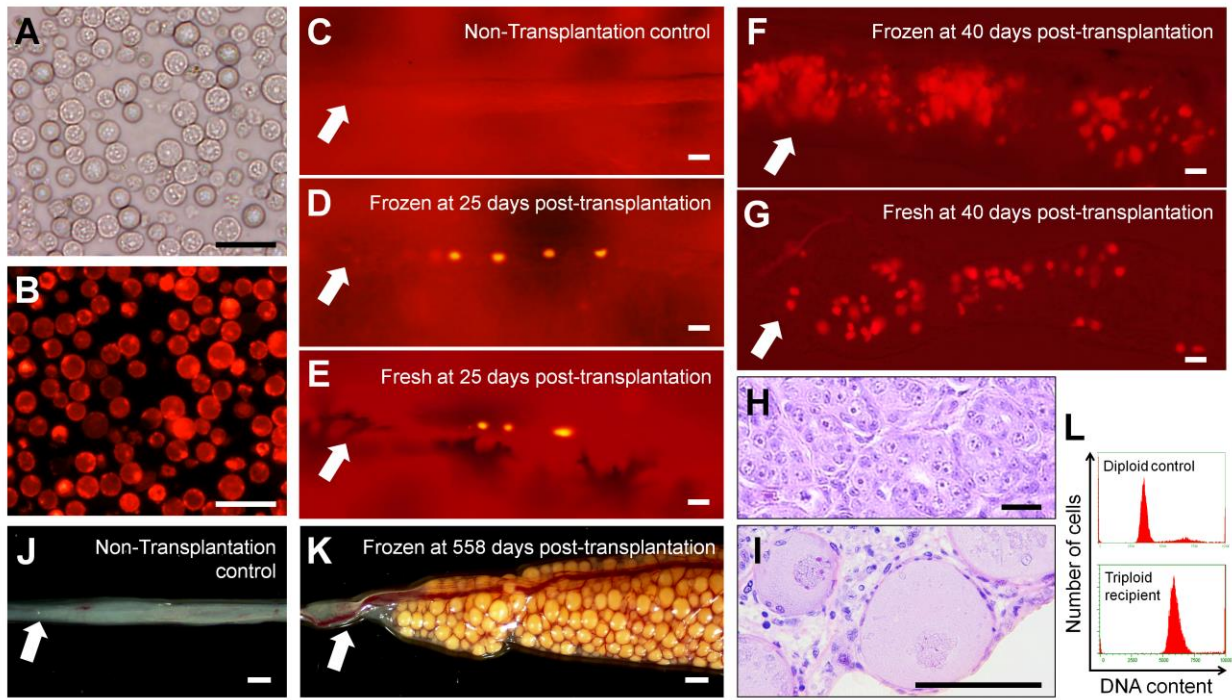 A
B
C
Non-Transplantation control
D
Frozen at 25 days post-transplantation
E
Fresh at 25 days post-transplantation
F
Frozen at 40 days post-transplantation
G
Fresh at 40 days post-transplantation
H
I
J
Non-Transplantation
control
K
Frozen at 558 days post-transplantation
L
Diploid control
Triploid
recipient
Number of cells
DNA content